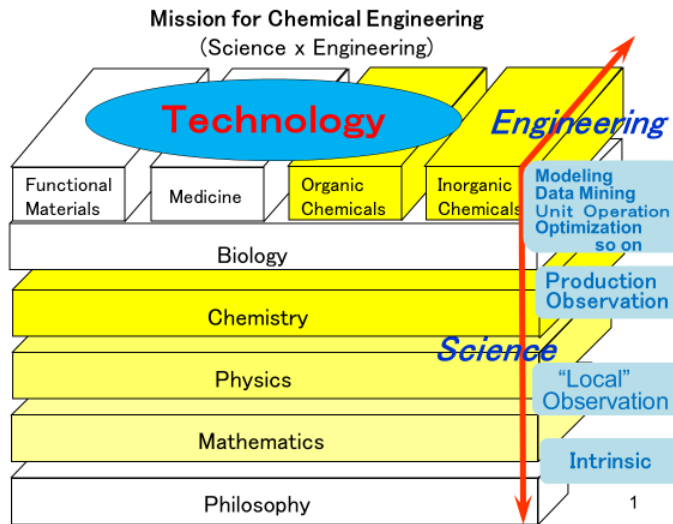 Mission for Chemical Engineering
(Science x Engineering)
Technology
Engineering
Functional
Materials
Medicine
Organic
Chemicals
Inorganic
Chemicals
Modeling
Data Mining
Unit Operation
Optimization
so on
Biology
Production
Observation
Chemistry
Science
Physics
"Local"
Observation
Mathematics
Intrinsic
Philosophy
1